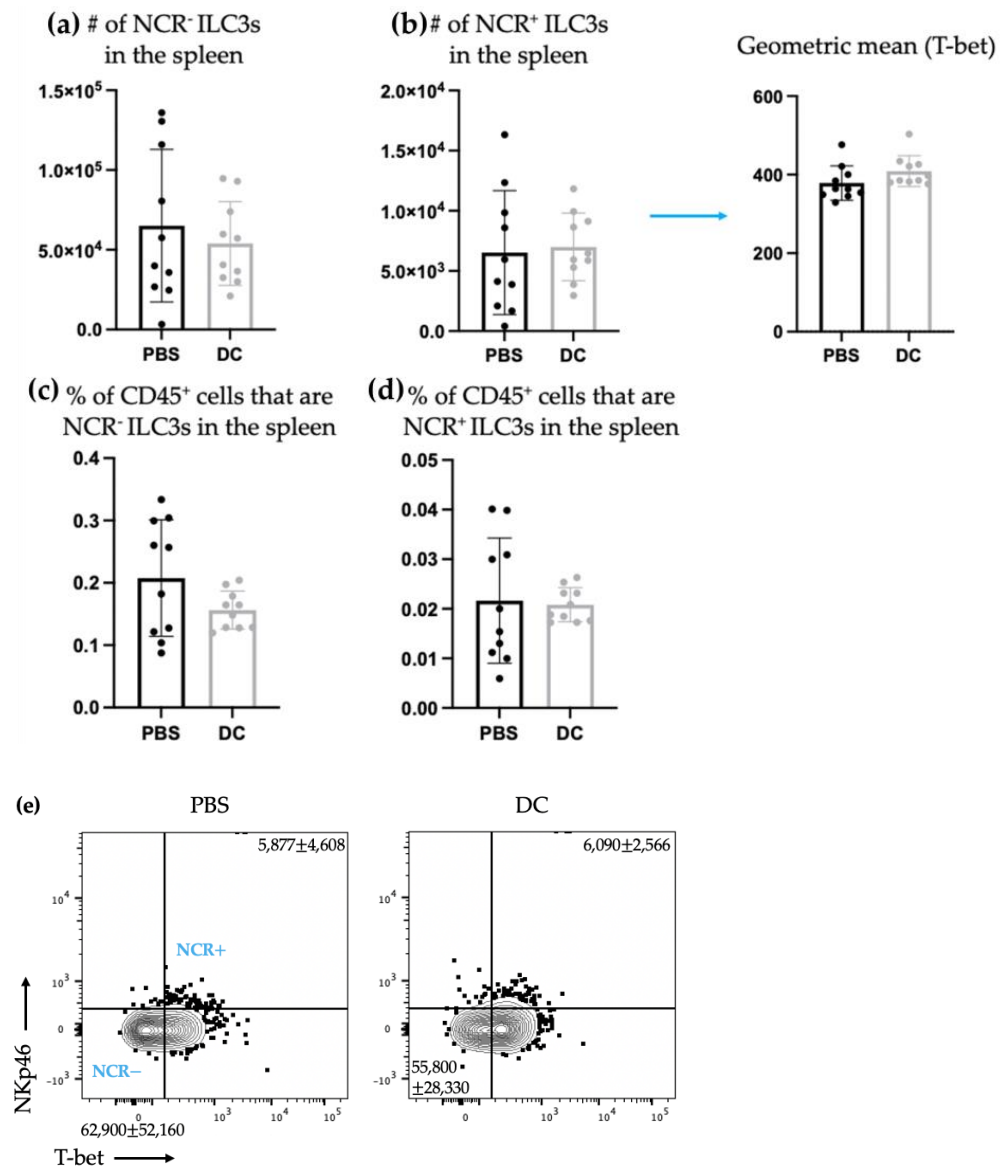 (a) # of NCR⁻ ILC3s
in the spleen
1.5×10⁵
1.0×10⁵
5.0×10⁴
0.0
PBS DC
(b) # of NCR⁺ ILC3s
in the spleen
2.0×10⁴
1.5×10⁴
1.0×10⁴
5.0×10³
0.0
PBS DC
Geometric mean (T-bet)
600
400
200
0
PBS DC
(c) % of CD45⁺ cells that are
NCR⁻ ILC3s in the spleen
0.4
0.3
0.2
0.1
0.0
PBS DC
(d) % of CD45⁺ cells that are
NCR⁺ ILC3s in the spleen
0.05
0.04
0.03
0.02
0.01
0.00
PBS DC
(e)
PBS
5,877±4,608
NCR+
NCR−
10⁴
10³
0
-10³
0 10³ 10⁴ 10⁵
62,900±52,160
NKp46
T-bet
DC
6,090±2,566
10⁴
10³
0
-10³
55,800
±28,330
0 10³ 10⁴ 10⁵